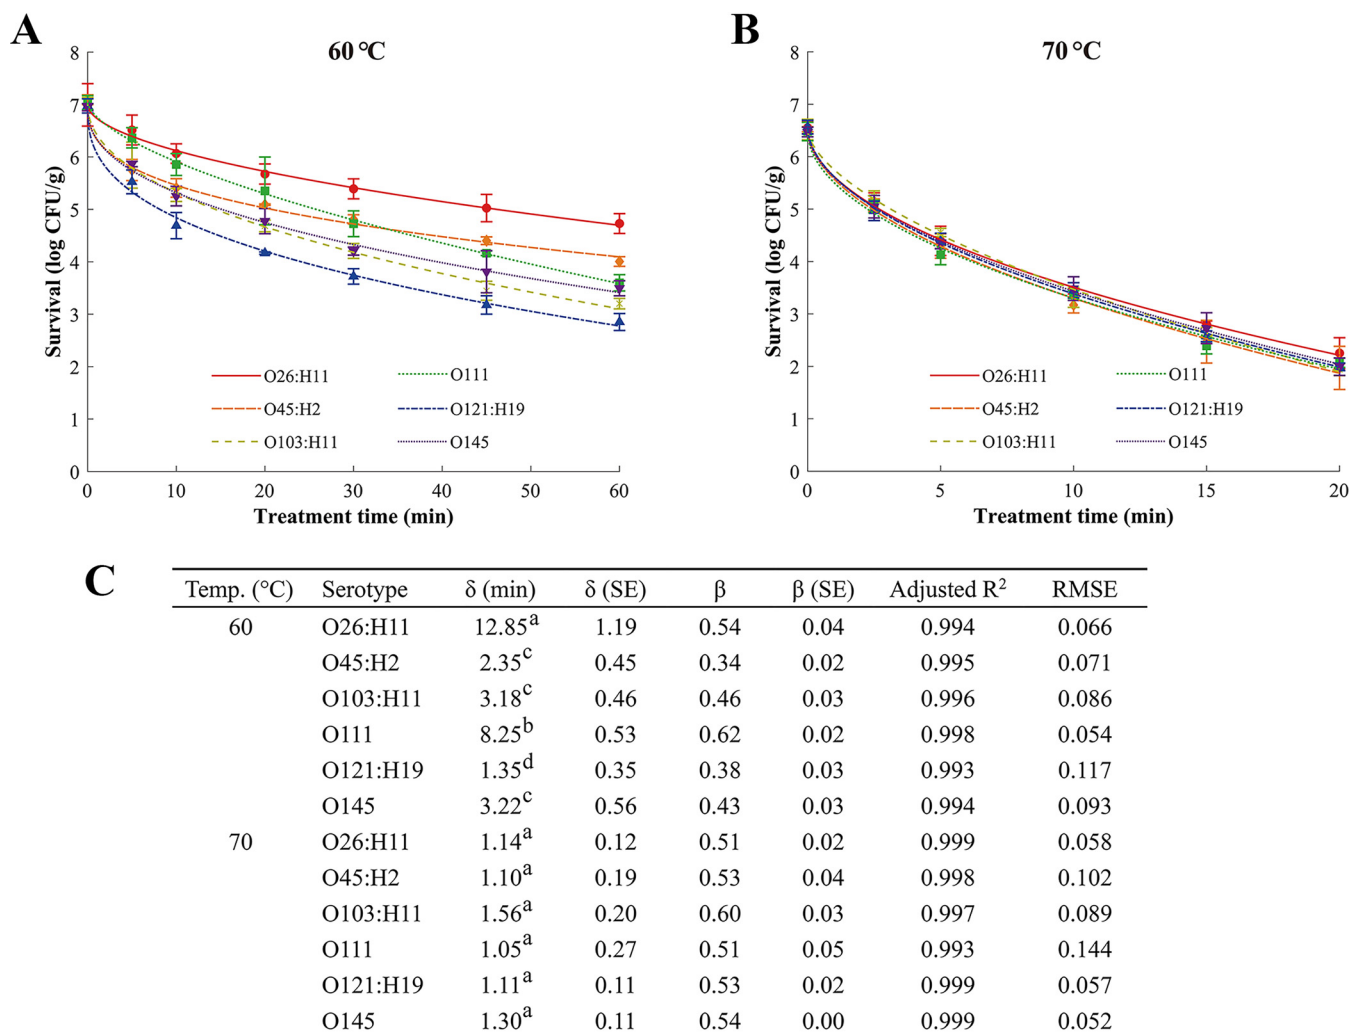 A
60 °C
8
7
6
5
4
3
2
1
0
Survival (log CFU/g)
O26:H11 O111
O45:H2 O121:H19
O103:H11 O145
0 10 20 30 40 50 60
Treatment time (min)
B
70 °C
8
7
6
5
4
3
2
1
0
Survival (log CFU/g)
O26:H11 O111
O45:H2 O121:H19
O103:H11 O145
0 5 10 15 20
Treatment time (min)
C
Temp. (°C) Serotype δ (min) δ (SE) β β (SE) Adjusted R² RMSE
60 O26:H11 12.85ᵃ 1.19 0.54 0.04 0.994 0.066
O45:H2 2.35ᶜ 0.45 0.34 0.02 0.995 0.071
O103:H11 3.18ᶜ 0.46 0.46 0.03 0.996 0.086
O111 8.25ᵇ 0.53 0.62 0.02 0.998 0.054
O121:H19 1.35ᵈ 0.35 0.38 0.03 0.993 0.117
O145 3.22ᶜ 0.56 0.43 0.03 0.994 0.093
70 O26:H11 1.14ᵃ 0.12 0.51 0.02 0.999 0.058
O45:H2 1.10ᵃ 0.19 0.53 0.04 0.998 0.102
O103:H11 1.56ᵃ 0.20 0.60 0.03 0.997 0.089
O111 1.05ᵃ 0.27 0.51 0.05 0.993 0.144
O121:H19 1.11ᵃ 0.11 0.53 0.02 0.999 0.057
O145 1.30ᵃ 0.11 0.54 0.00 0.999 0.052